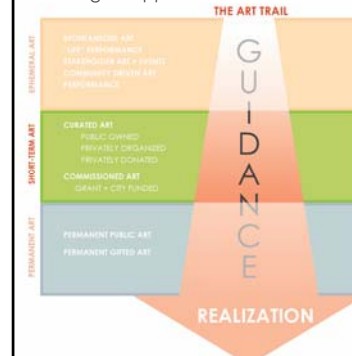 THE ART TRAIL
EPHEMERAL ART
SPONTANEOUS ART
"LIFE" PERFORMANCE
STAKEHOLDER ART + EVENTS
COMMUNITY DRIVEN ART
PERFORMANCE
SHORT-TERM ART
CURATED ART
PUBLIC OWNED
PRIVATELY ORGANIZED
PRIVATELY DONATED
COMMISSIONED ART
GRANT + CITY FUNDED
PERMANENT ART
PERMANENT PUBLIC ART
PERMANENT GIFTED ART
GUIDANCE
REALIZATION